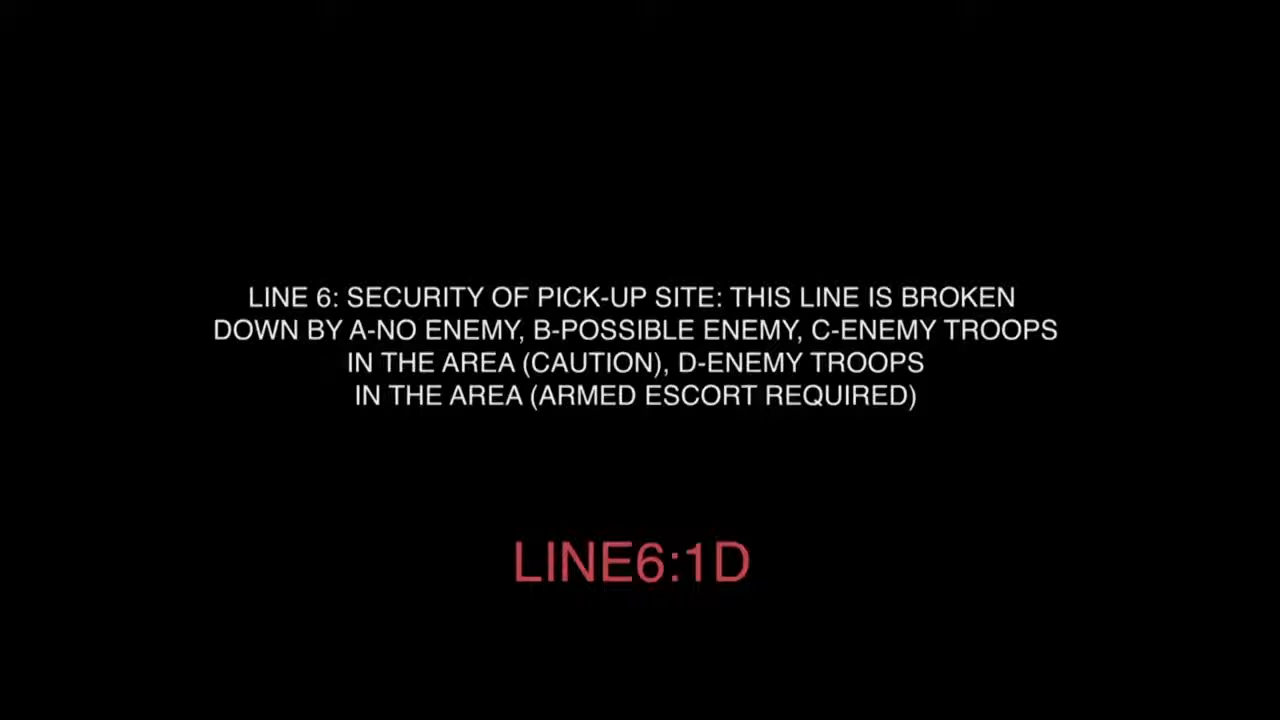 LINE 6: SECURITY OF PICK-UP SITE: THIS LINE IS BROKEN
DOWN BY A-NO ENEMY, B-POSSIBLE ENEMY, C-ENEMY TROOPS
IN THE AREA (CAUTION), D-ENEMY TROOPS
IN THE AREA (ARMED ESCORT REQUIRED)
LINE6:1D